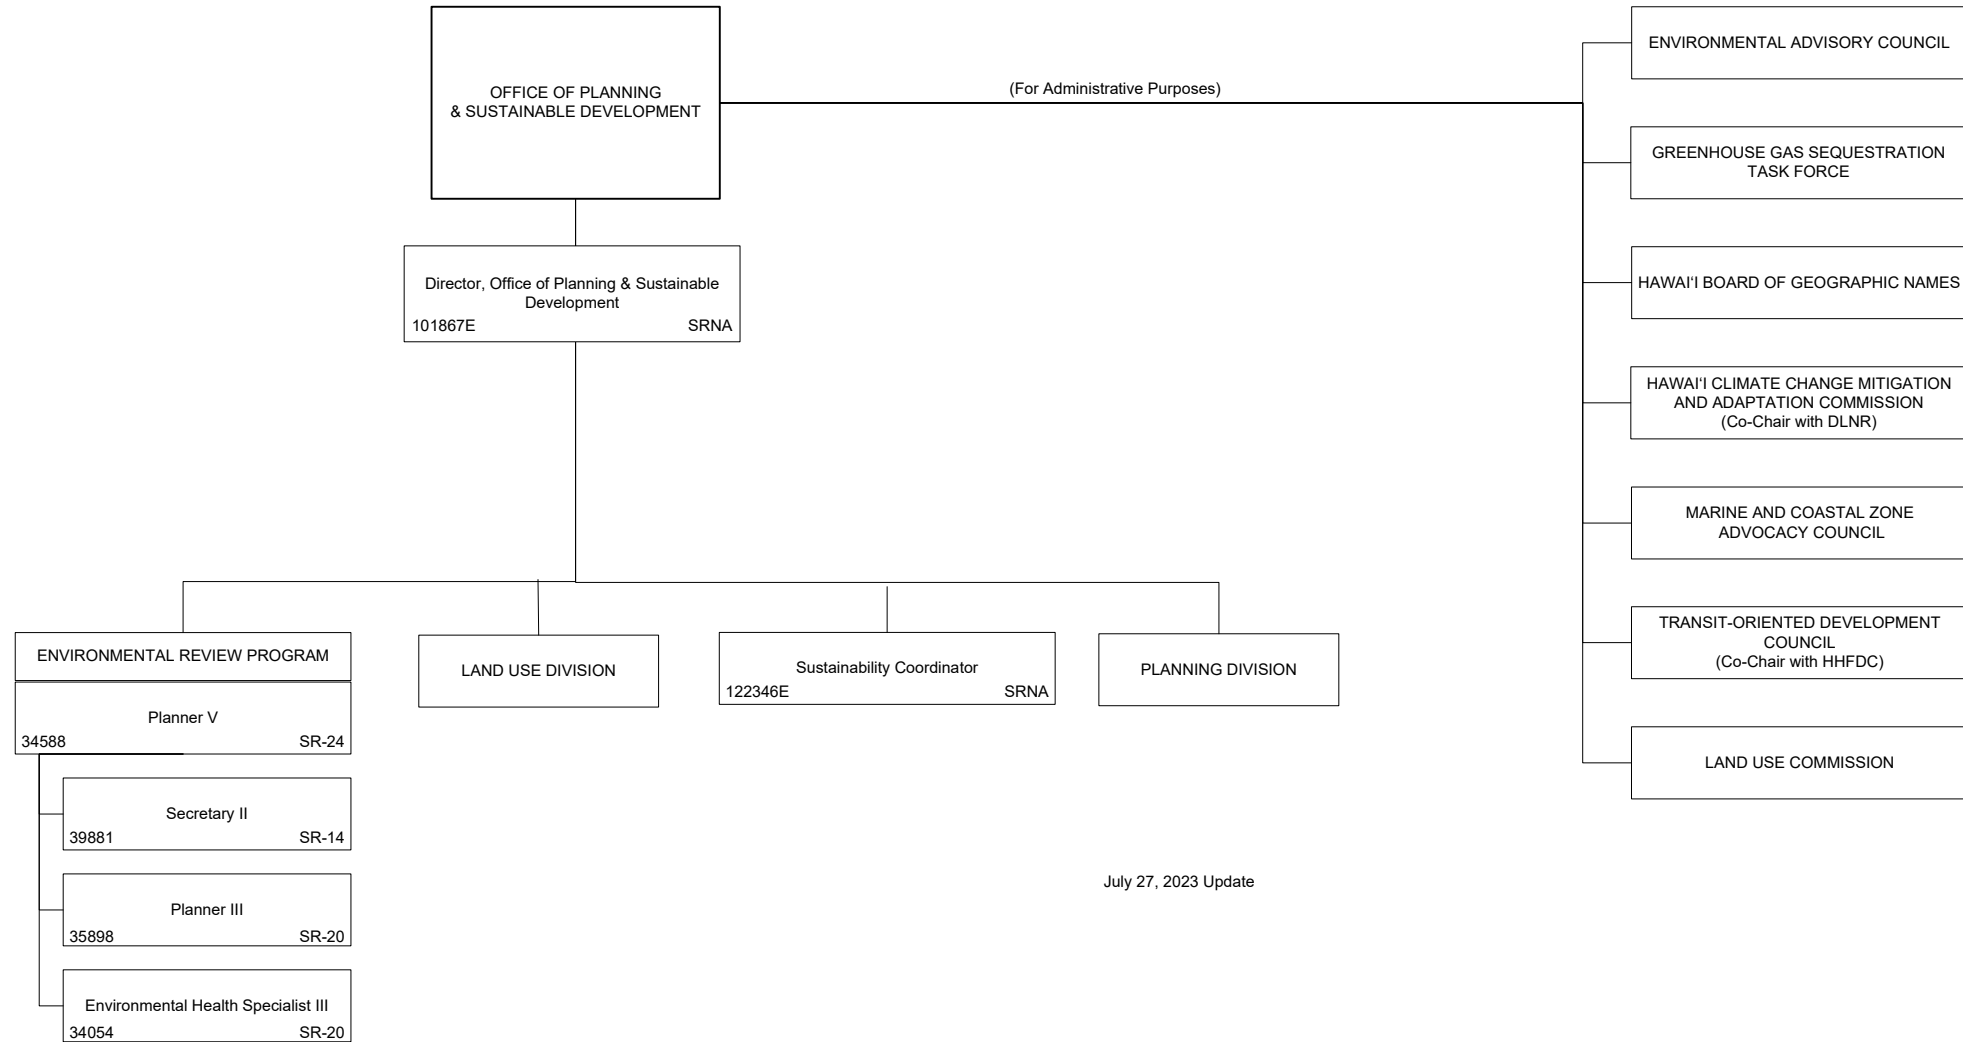 OFFICE OF PLANNING
& SUSTAINABLE DEVELOPMENT
(For Administrative Purposes)
Director, Office of Planning & Sustainable
Development
101867E SRNA
ENVIRONMENTAL REVIEW PROGRAM
Planner V
34588 SR-24
Secretary II
39881 SR-14
Planner III
35898 SR-20
Environmental Health Specialist III
34054 SR-20
LAND USE DIVISION
Sustainability Coordinator
122346E SRNA
PLANNING DIVISION
ENVIRONMENTAL ADVISORY COUNCIL
GREENHOUSE GAS SEQUESTRATION
TASK FORCE
HAWAIʻI BOARD OF GEOGRAPHIC NAMES
HAWAIʻI CLIMATE CHANGE MITIGATION
AND ADAPTATION COMMISSION
(Co-Chair with DLNR)
MARINE AND COASTAL ZONE
ADVOCACY COUNCIL
TRANSIT-ORIENTED DEVELOPMENT
COUNCIL
(Co-Chair with HHFDC)
LAND USE COMMISSION
July 27, 2023 Update